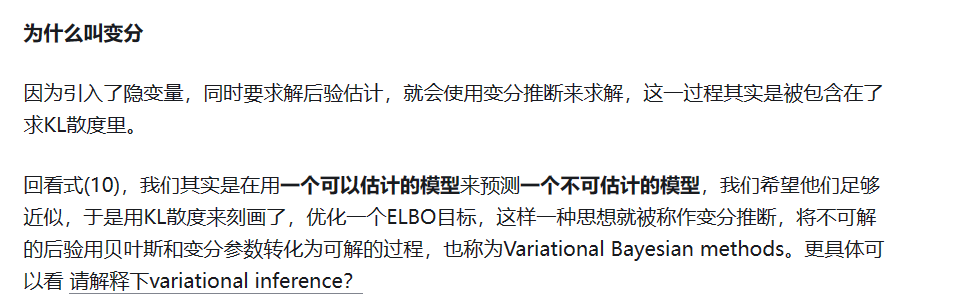 为什么叫变分
因为引入了隐变量，同时要求解后验估计，就会使用变分推断来求解，这一过程其实是被包含在了
求KL散度里。
回看式(10)，我们其实是在用一个可以估计的模型来预测一个不可估计的模型，我们希望他们足够
近似，于是用KL散度来刻画了，优化一个ELBO目标，这样一种思想就被称作变分推断，将不可解
的后验用贝叶斯和变分参数转化为可解的过程，也称为Variational Bayesian methods。更具体可
以看 请解释下variational inference？